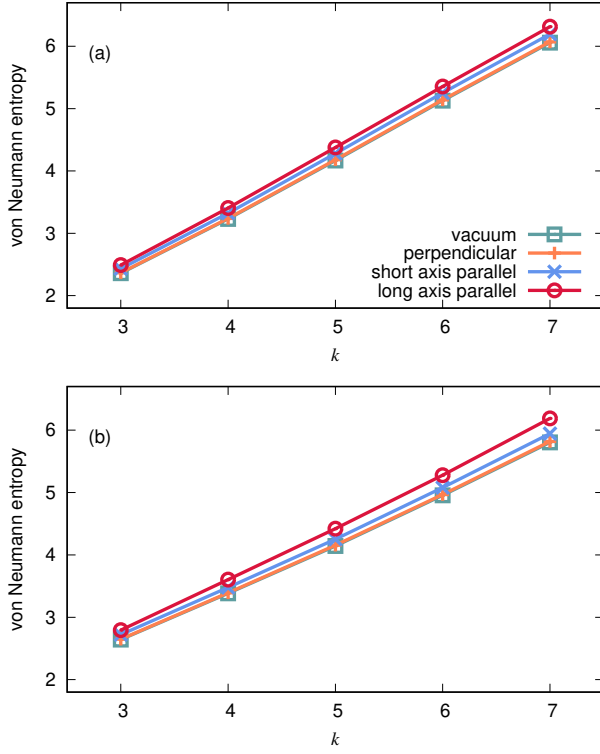 (a)
von Neumann entropy
6
5
4
3
2
vacuum
perpendicular
short axis parallel
long axis parallel
3 4 5 6 7
k
(b)
von Neumann entropy
6
5
4
3
2
3 4 5 6 7
k